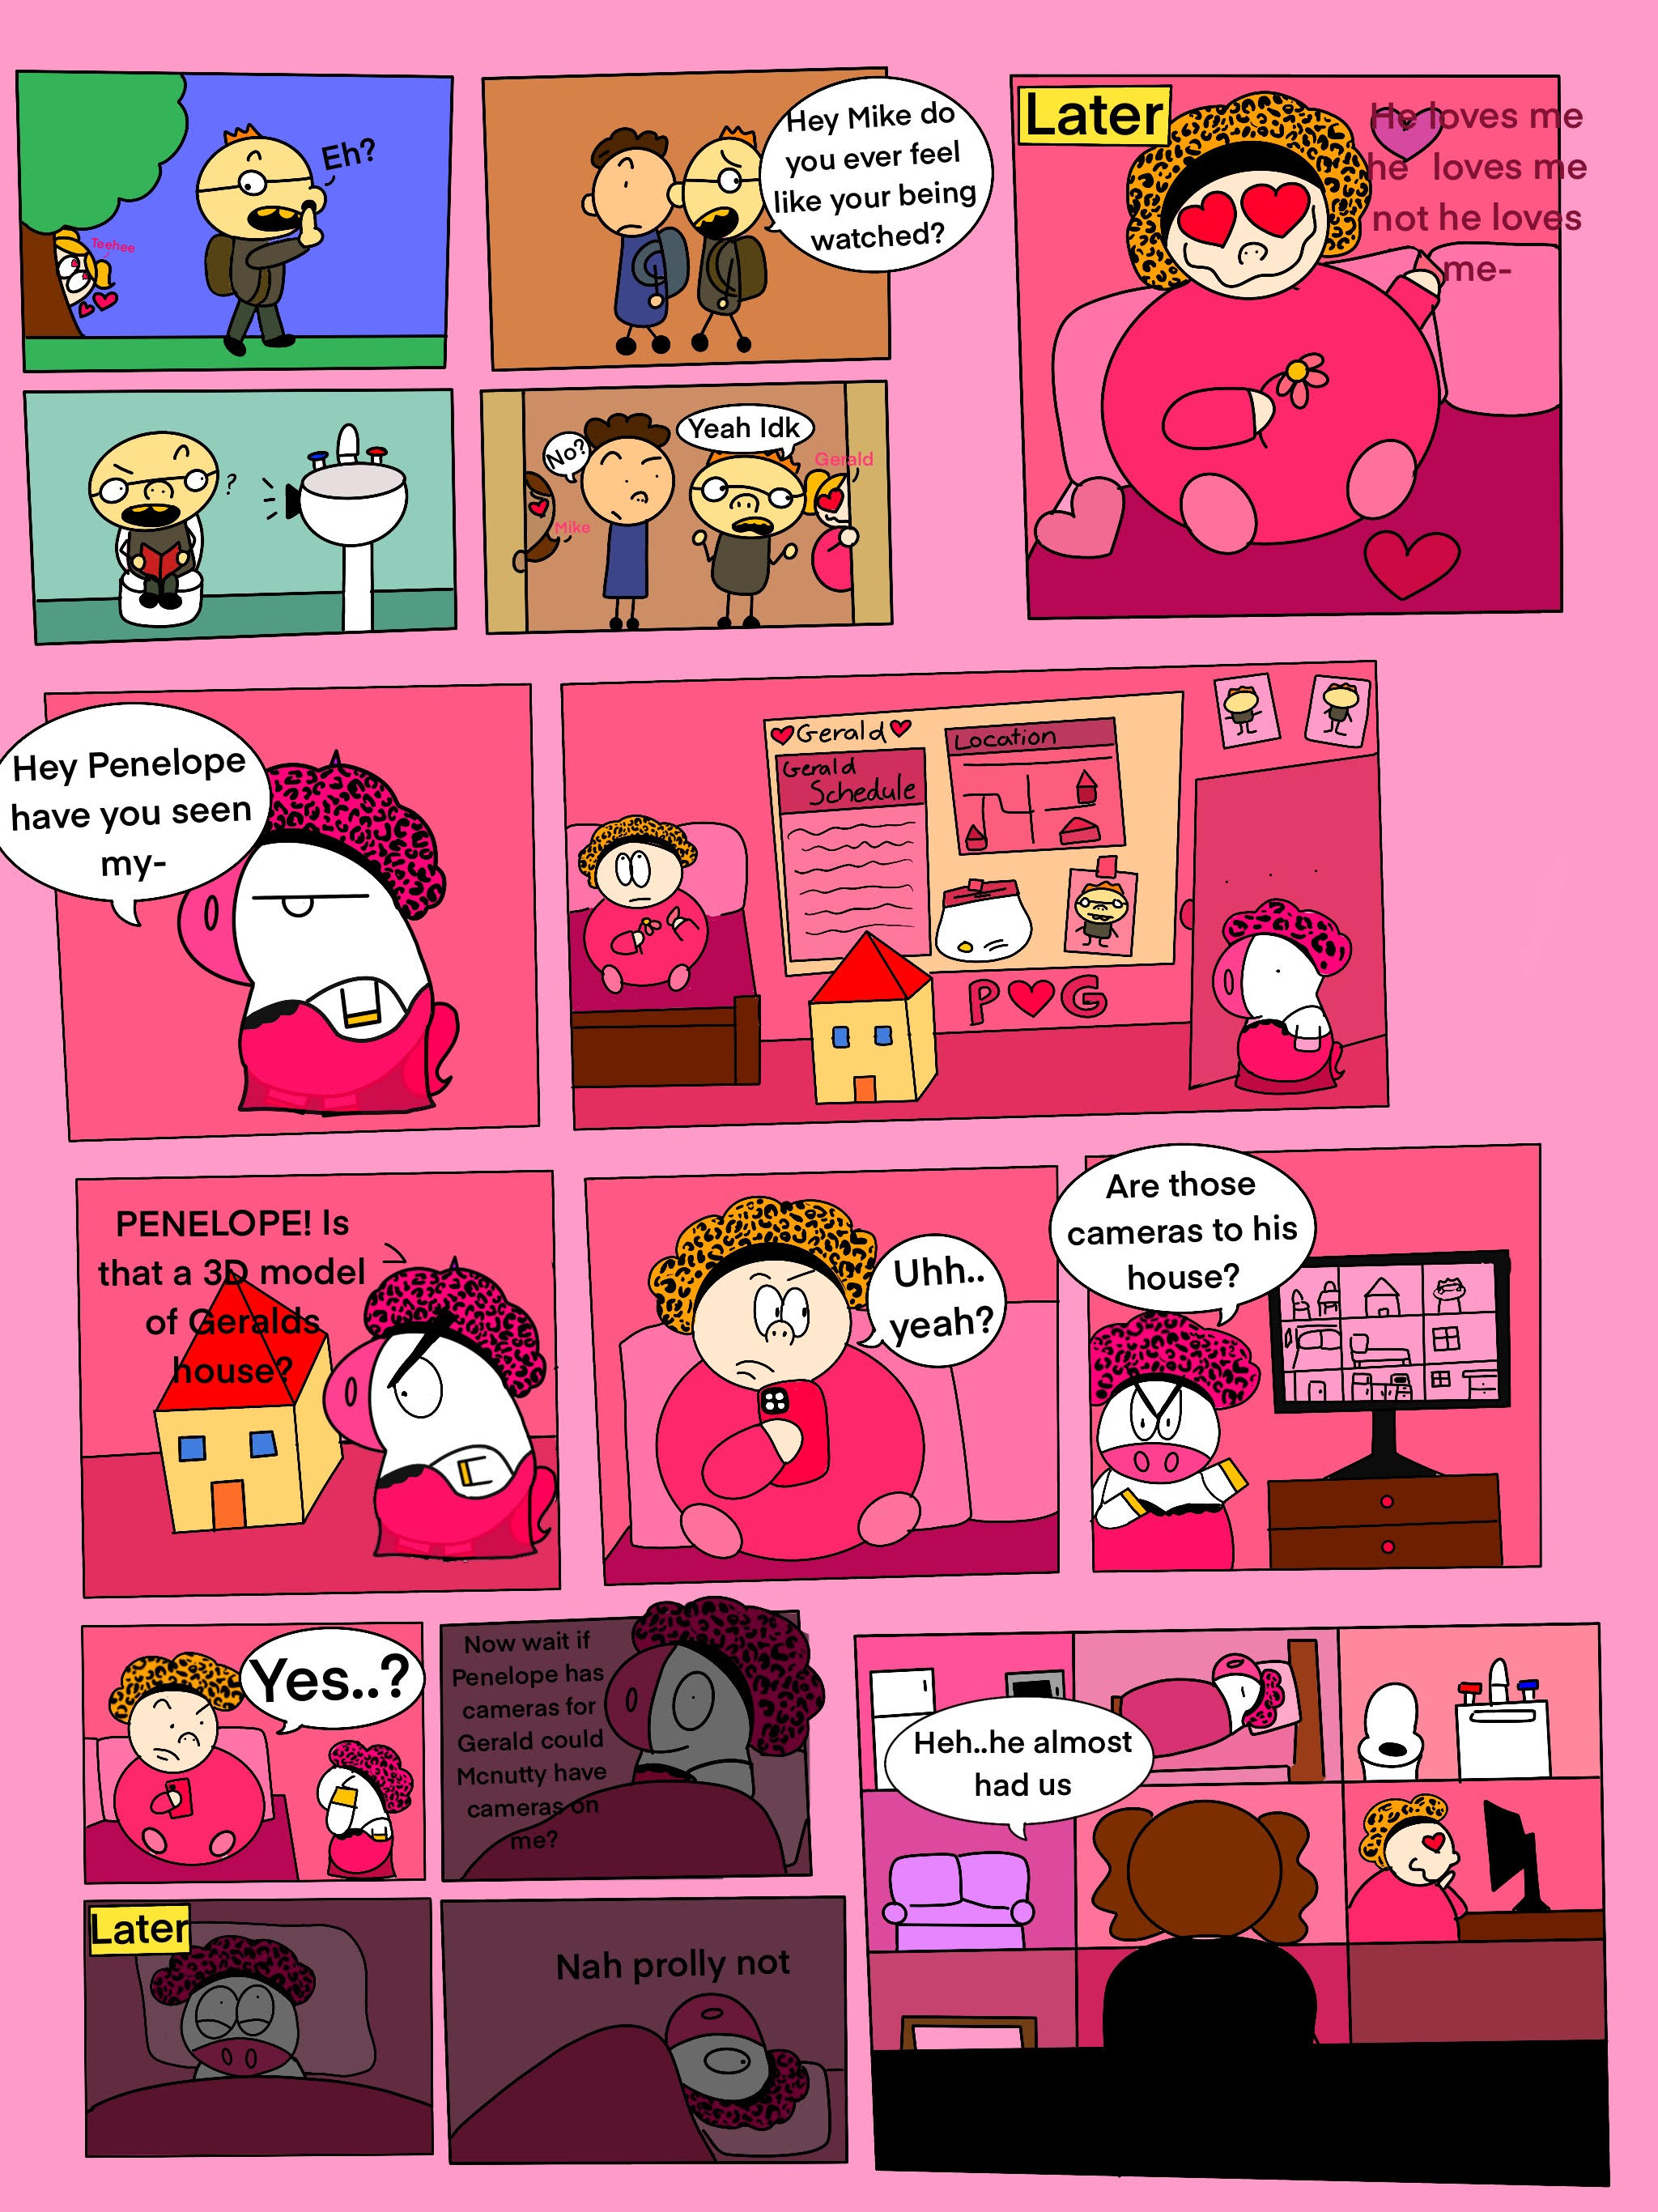 Eh?
Teehee
Hey Mike do
you ever feel
like your being
watched?
Later
He loves me
he loves me
not he loves
me-
?
No?
Yeah Idk
Gerald
Mike
Hey Penelope
have you seen
my-
Gerald
Gerald
Schedule
Location
P G
PENELOPE! Is
that a 3D model
of Geralds
house?
Uhh..
yeah?
Are those
cameras to his
house?
Yes..?
Now wait if
Penelope has
cameras for
Gerald could
Mcnutty have
cameras on
me?
Later
Nah prolly not
Heh..he almost
had us